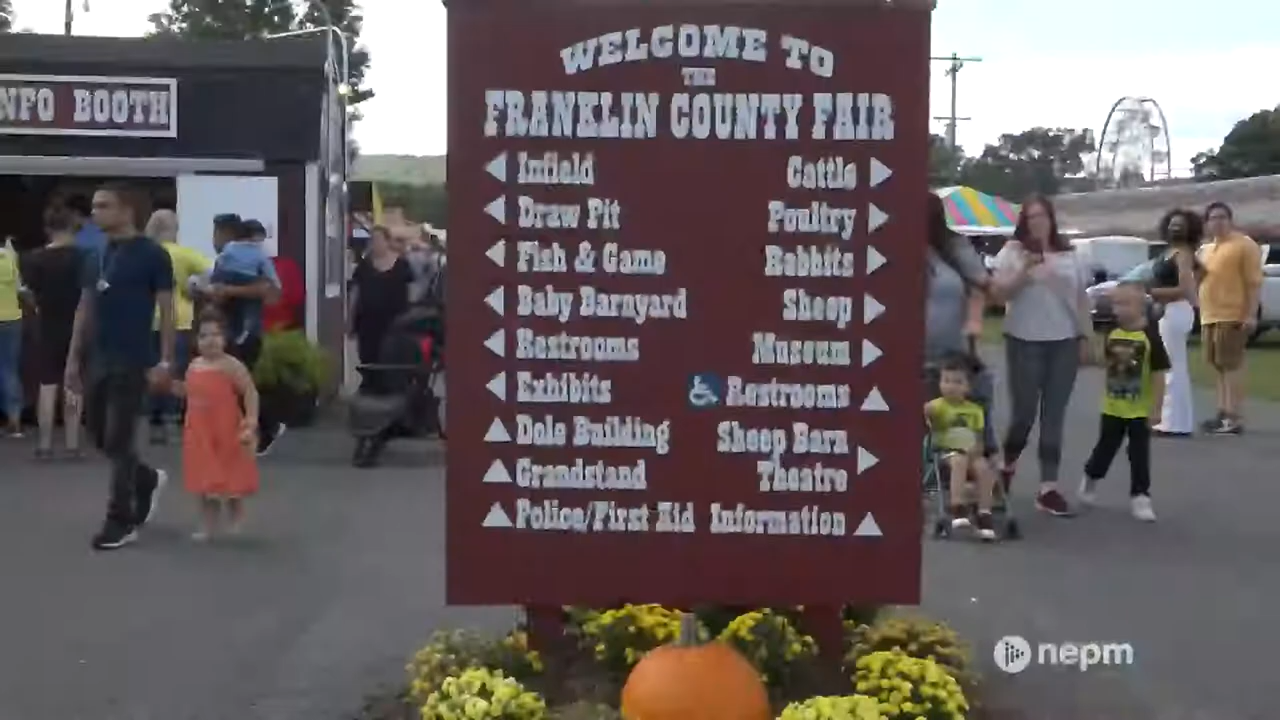 NFO BOOTH
WELCOME TO
THE
FRANKLIN COUNTY FAIR
Infield
Draw Pit
Fish & Game
Baby Barnyard
Restrooms
Exhibits
Dole Building
Grandstand
Police/First Aid
Cattle
Poultry
Rabbits
Sheep
Museum
Restrooms
Sheep Barn
Theatre
Information
nepm